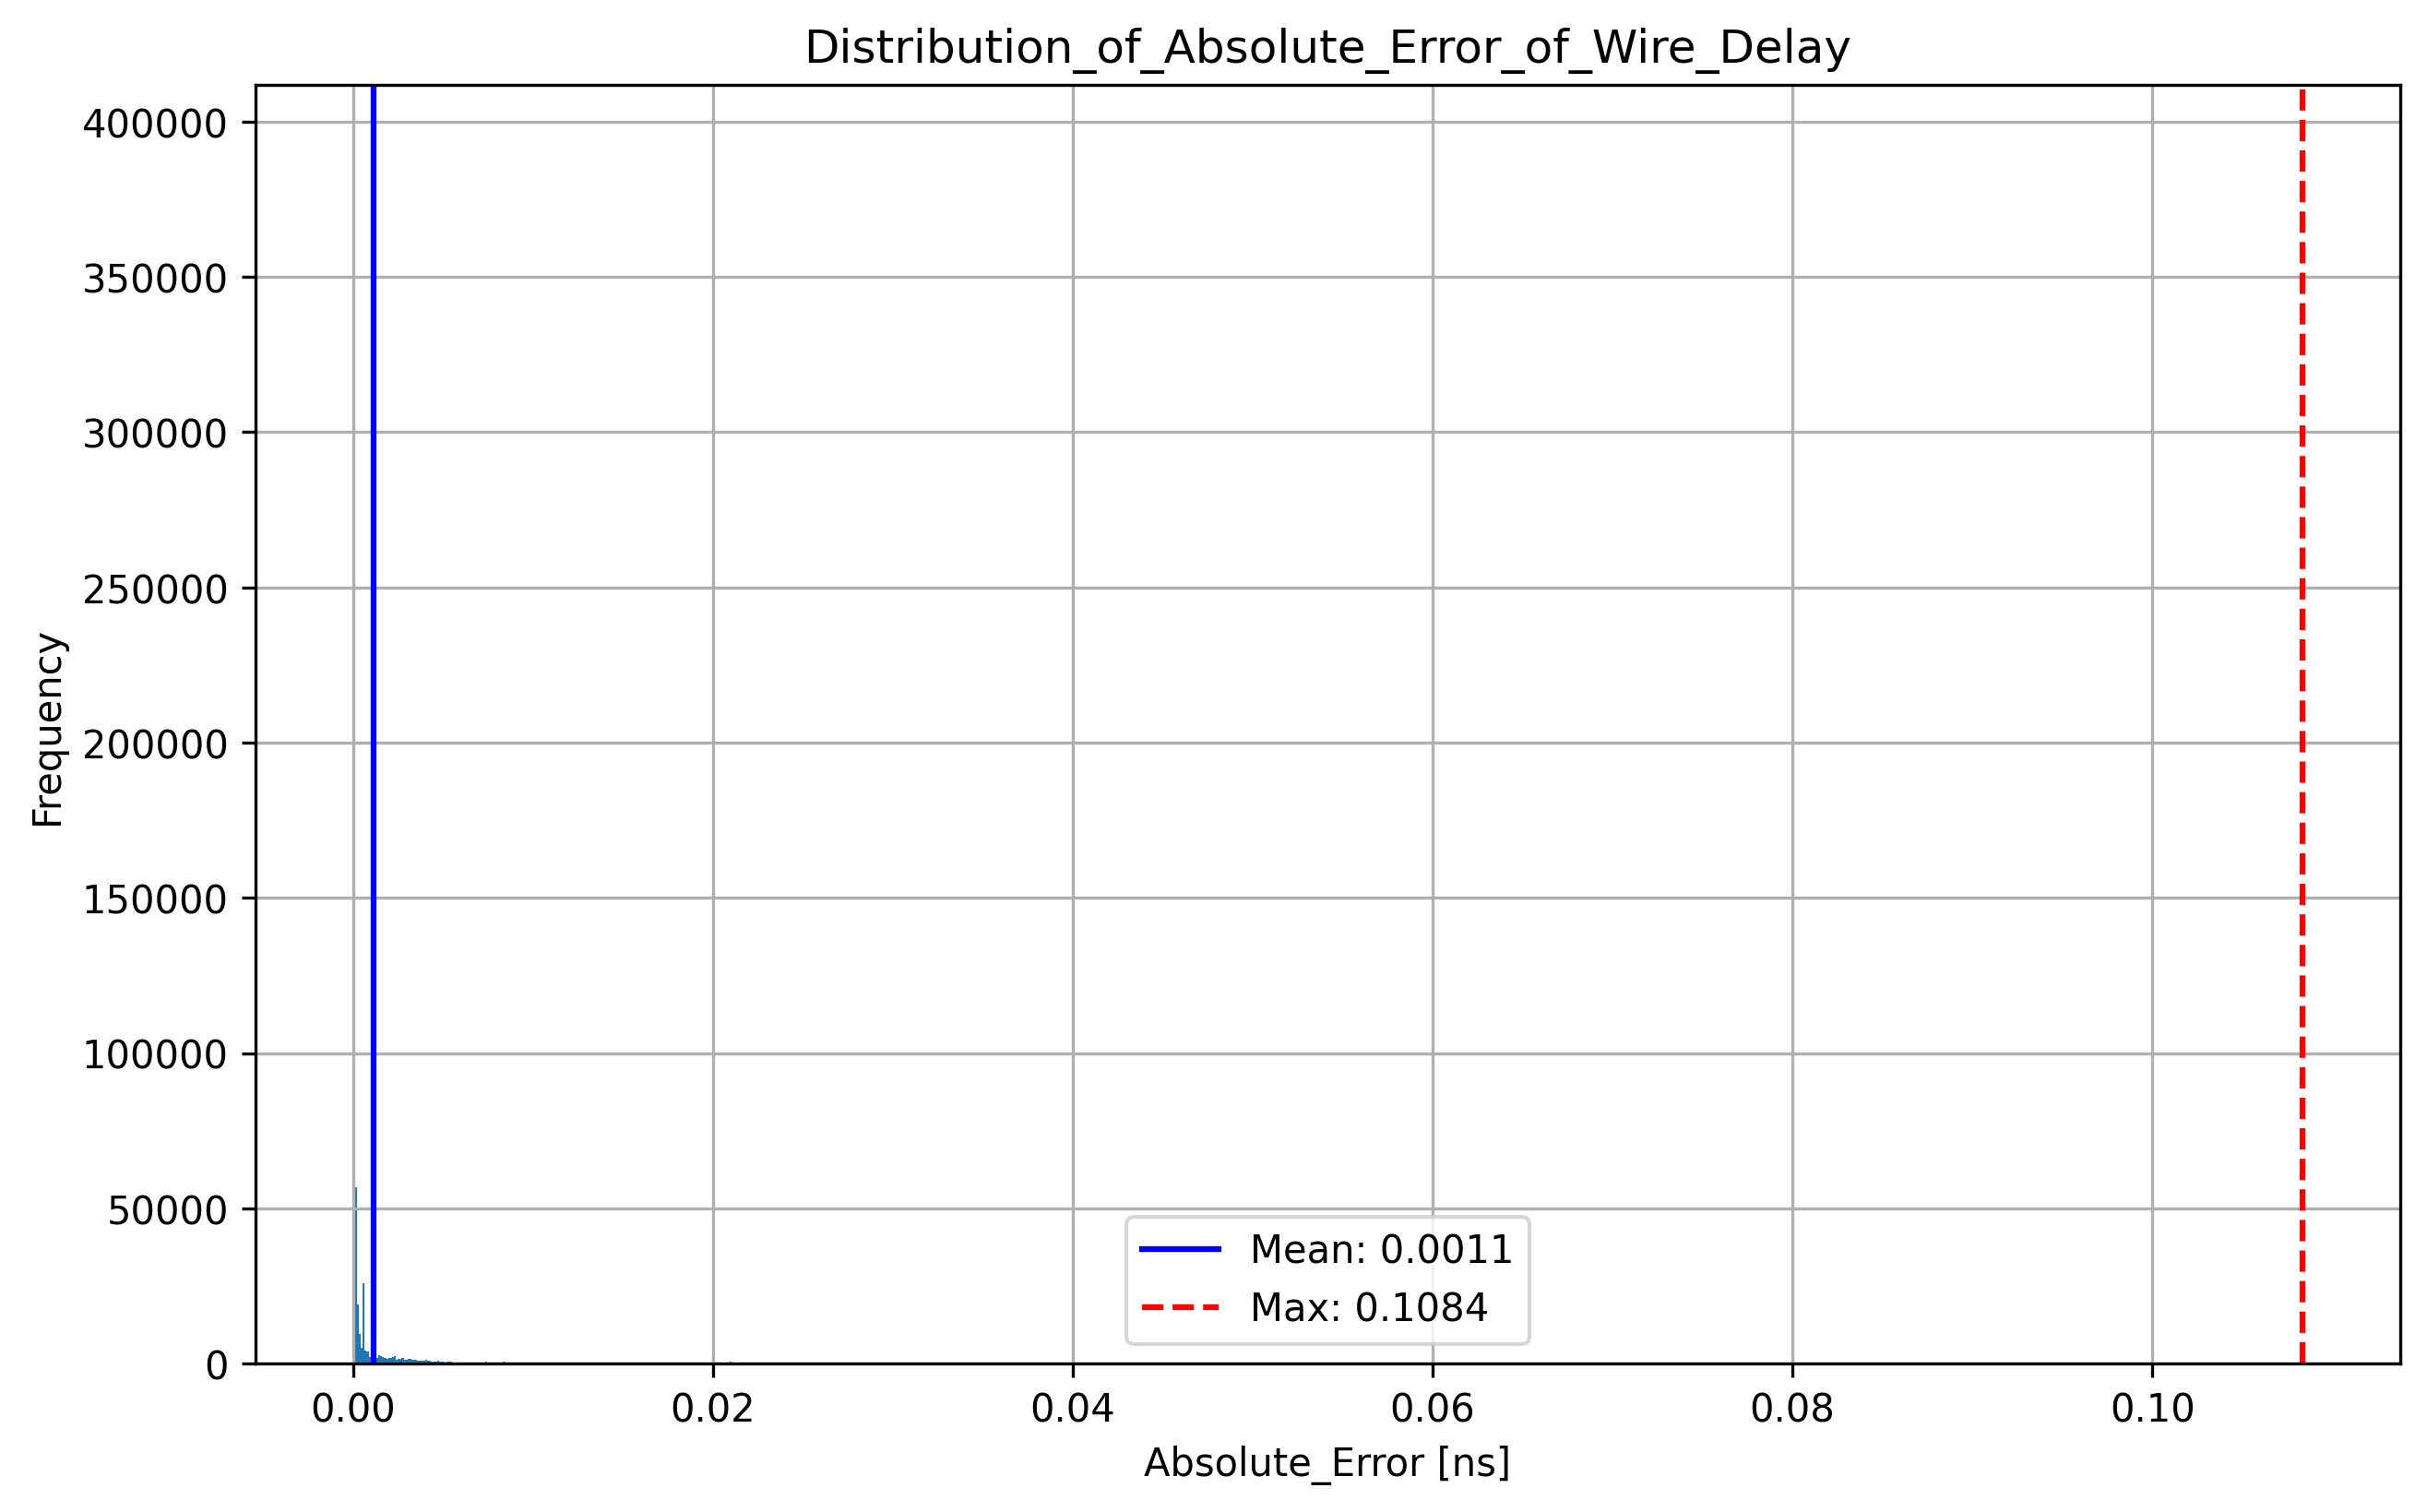 Distribution_of_Absolute_Error_of_Wire_Delay
400000
350000
300000
250000
200000
150000
100000
50000
0
Frequency
Mean: 0.0011
Max: 0.1084
0.00 0.02 0.04 0.06 0.08 0.10
Absolute_Error [ns]